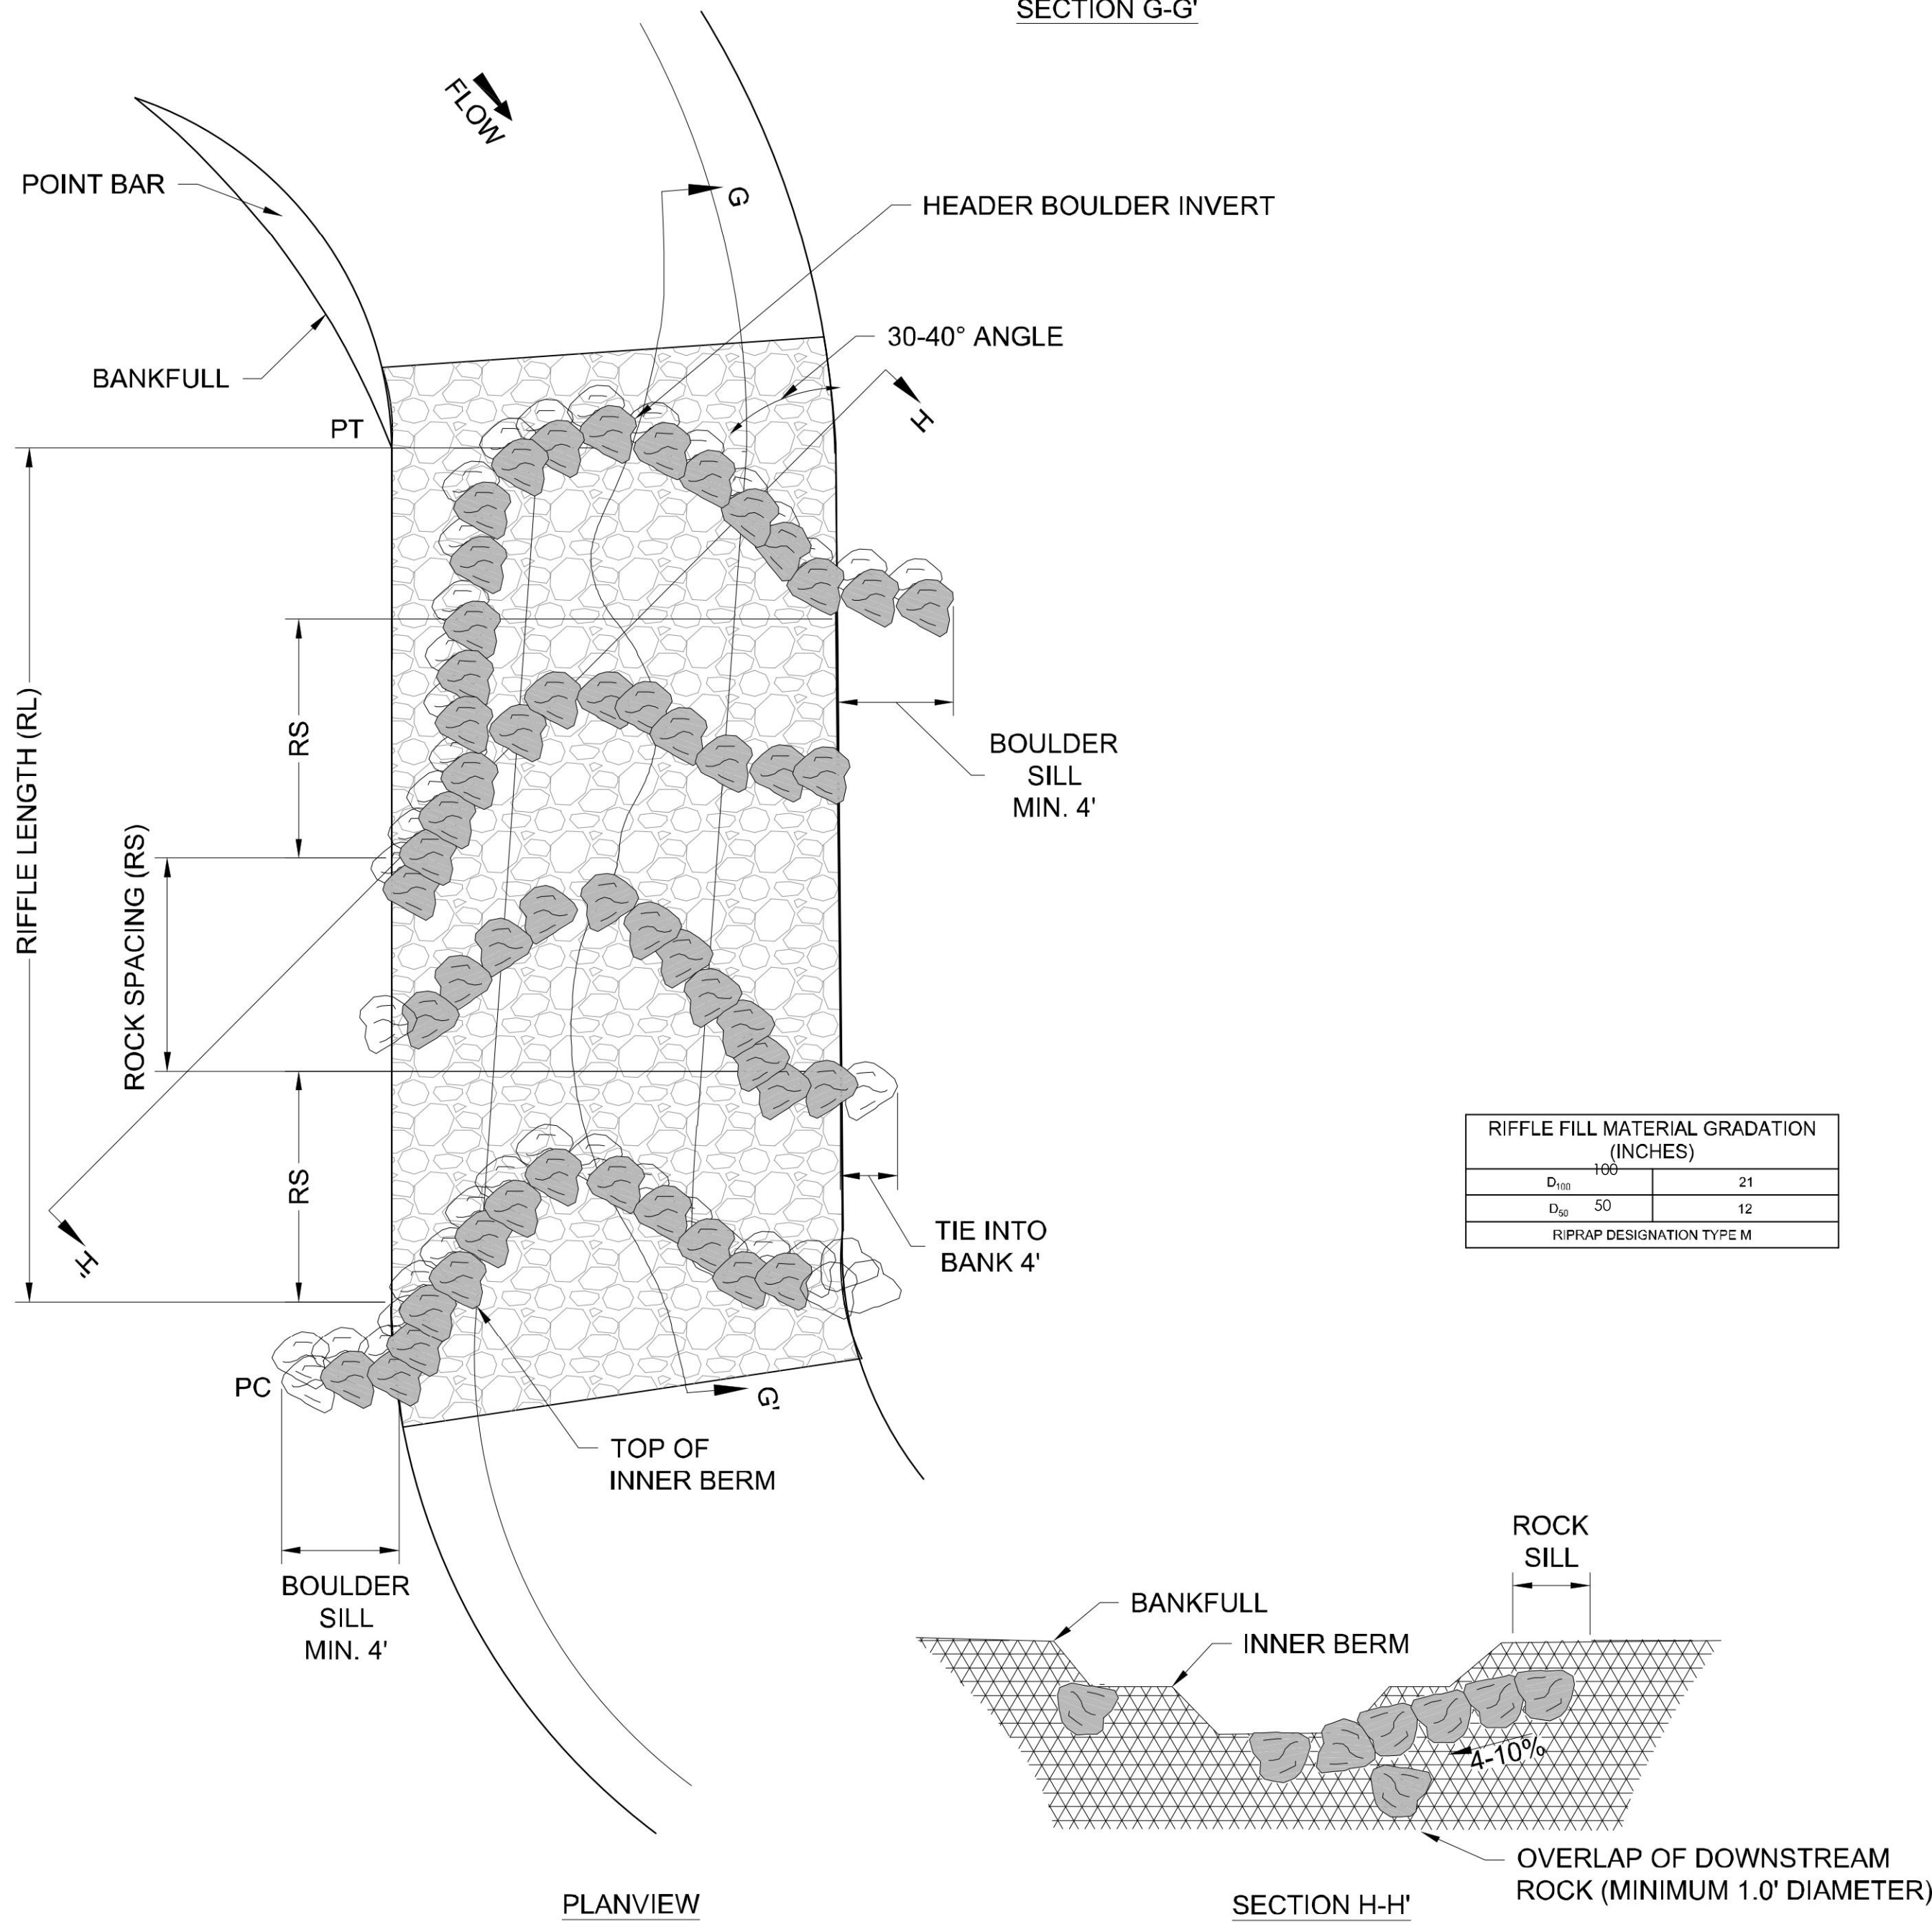 SECTION G-G'
FLOW
POINT BAR
G
HEADER BOULDER INVERT
30-40° ANGLE
BANKFULL
H
PT
RIFFLE LENGTH (RL)
RS
BOULDER
SILL
MIN. 4'
ROCK SPACING (RS)
RS
H'
TIE INTO
BANK 4'
RIFFLE FILL MATERIAL GRADATION
(INCHES)
D100 100 21
D50 50 12
RIPRAP DESIGNATION TYPE M
PC
G'
TOP OF
INNER BERM
BOULDER
SILL
MIN. 4'
ROCK
SILL
BANKFULL
INNER BERM
4-10%
OVERLAP OF DOWNSTREAM
ROCK (MINIMUM 1.0' DIAMETER)
PLANVIEW
SECTION H-H'